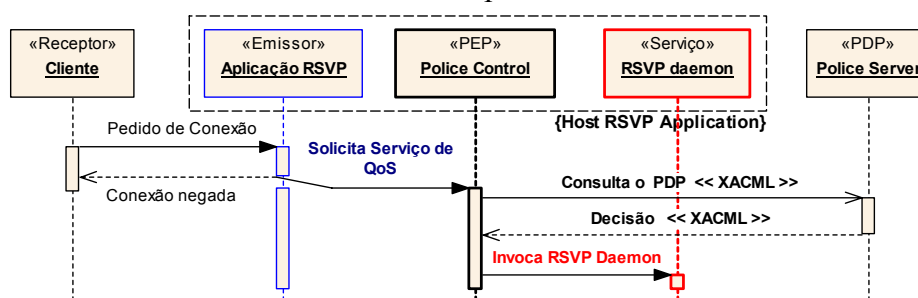 «Receptor»
Cliente
«Emissor»
Aplicação RSVP
«PEP»
Police Control
«Serviço»
RSVP daemon
«PDP»
Police Server
{Host RSVP Application}
Pedido de Conexão
Solicita Serviço de
QoS
Conexão negada
Consulta o PDP << XACML >>
Decisão << XACML >>
Invoca RSVP Daemon